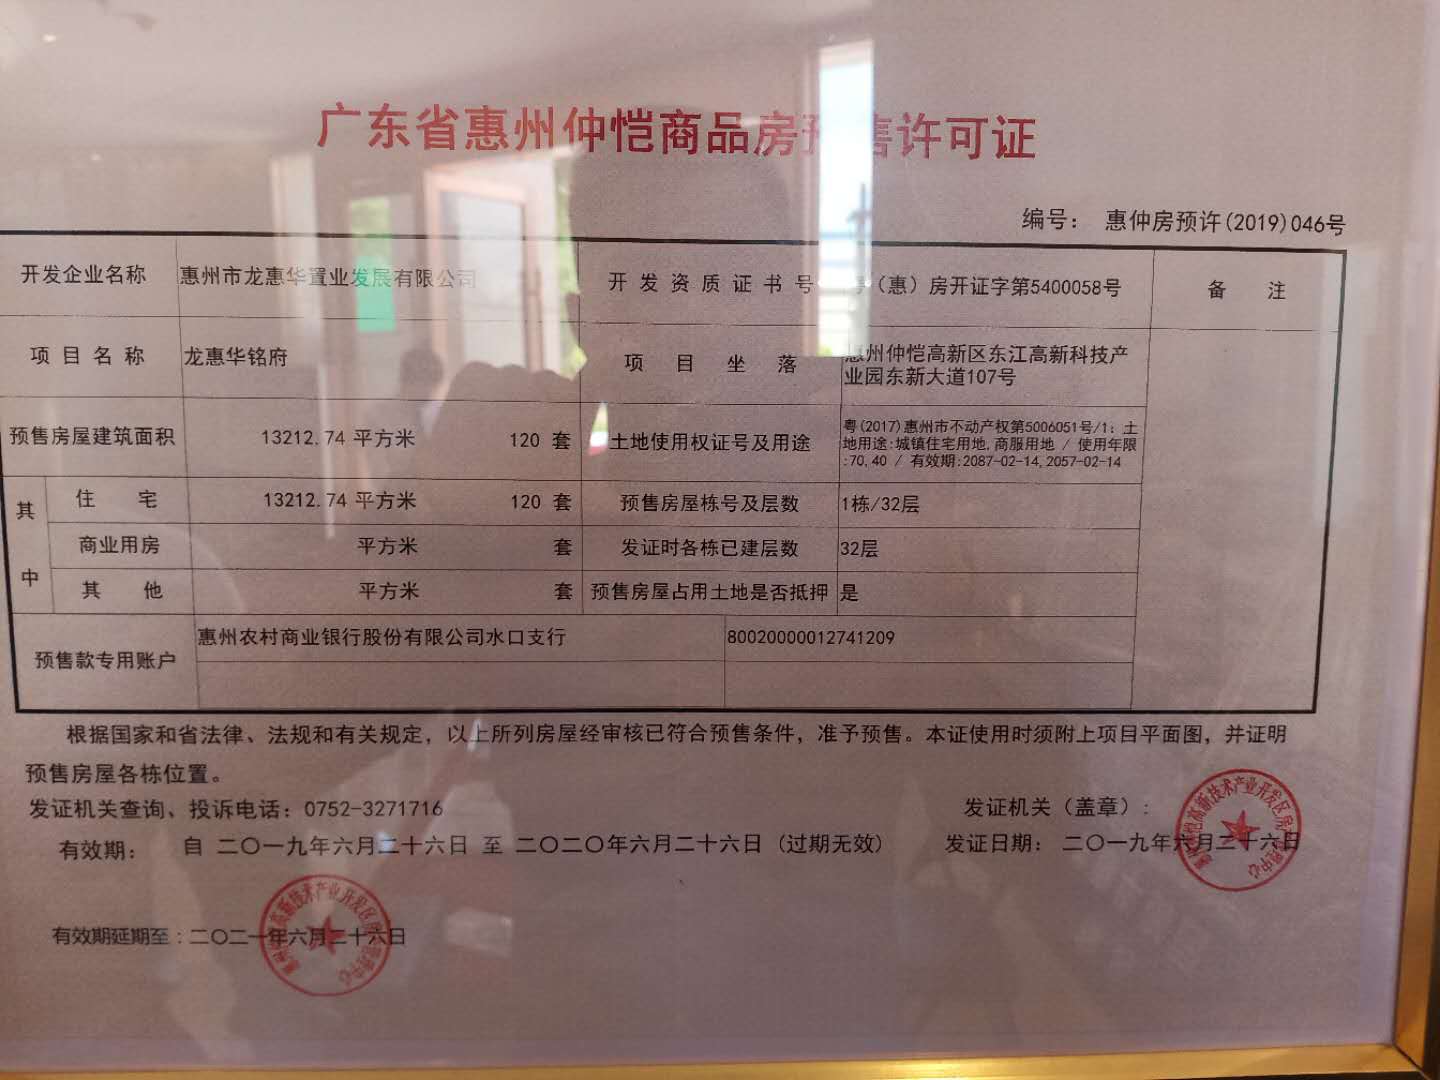 广东省惠州仲恺商品房预售许可证
编号： 惠仲房预许(2019)046号
开发企业名称 惠州市龙惠华置业发展有限公司 开发资质证书号 （惠）房开证字第5400058号 备 注
项目名称 龙惠华铭府 项目坐落 惠州仲恺高新区东江高新科技产
业园东新大道107号
预售房屋建筑面积 13212.74 平方米 120 套 土地使用权证号及用途 粤(2017)惠州市不动产权第5006051号/1: 土
地用途:城镇住宅用地,商服用地 / 使用年限
:70,40 / 有效期:2087-02-14,2057-02-14
其中 住 宅 13212.74 平方米 120 套 预售房屋栋号及层数 1栋/32层
商业用房 平方米 套 发证时各栋已建层数 32层
其 他 平方米 套 预售房屋占用土地是否抵押 是
预售款专用账户 惠州农村商业银行股份有限公司水口支行 80020000012741209
根据国家和省法律、法规和有关规定，以上所列房屋经审核已符合预售条件，准予预售。本证使用时须附上项目平面图，并证明
预售房屋各栋位置。
发证机关查询、投诉电话：0752-3271716 发证机关（盖章）：
有效期： 自 二〇一九年六月二十六日 至 二〇二〇年六月二十六日 (过期无效) 发证日期： 二〇一九年六月二十六日
有效期延期至：二〇二一年六月二十六日